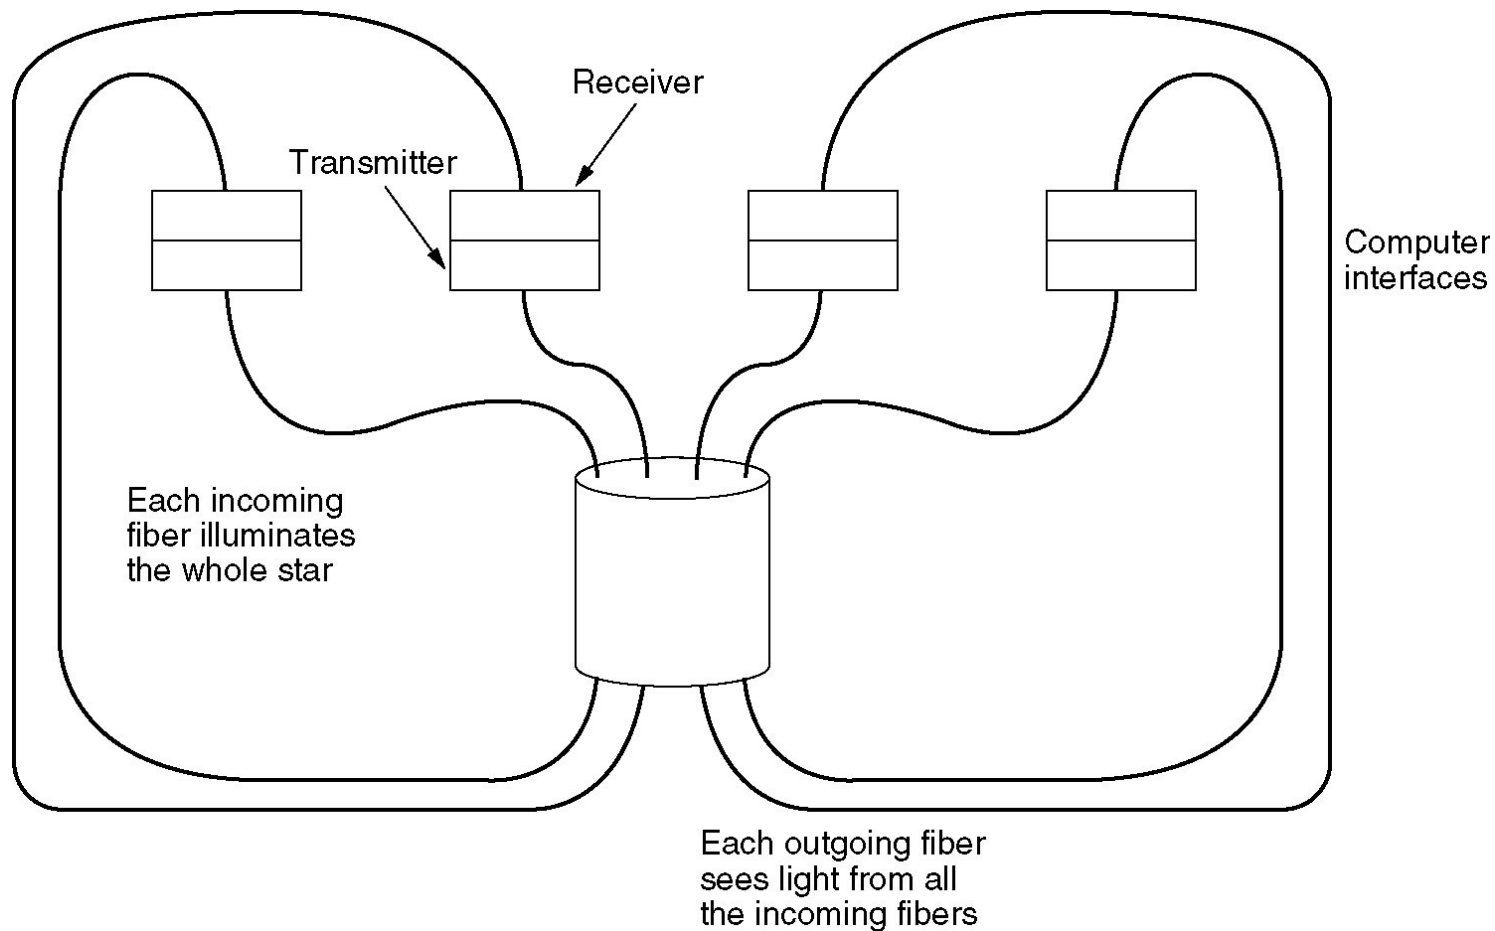 Receiver
Transmitter
Computer
interfaces
Each incoming
fiber illuminates
the whole star
Each outgoing fiber
sees light from all
the incoming fibers